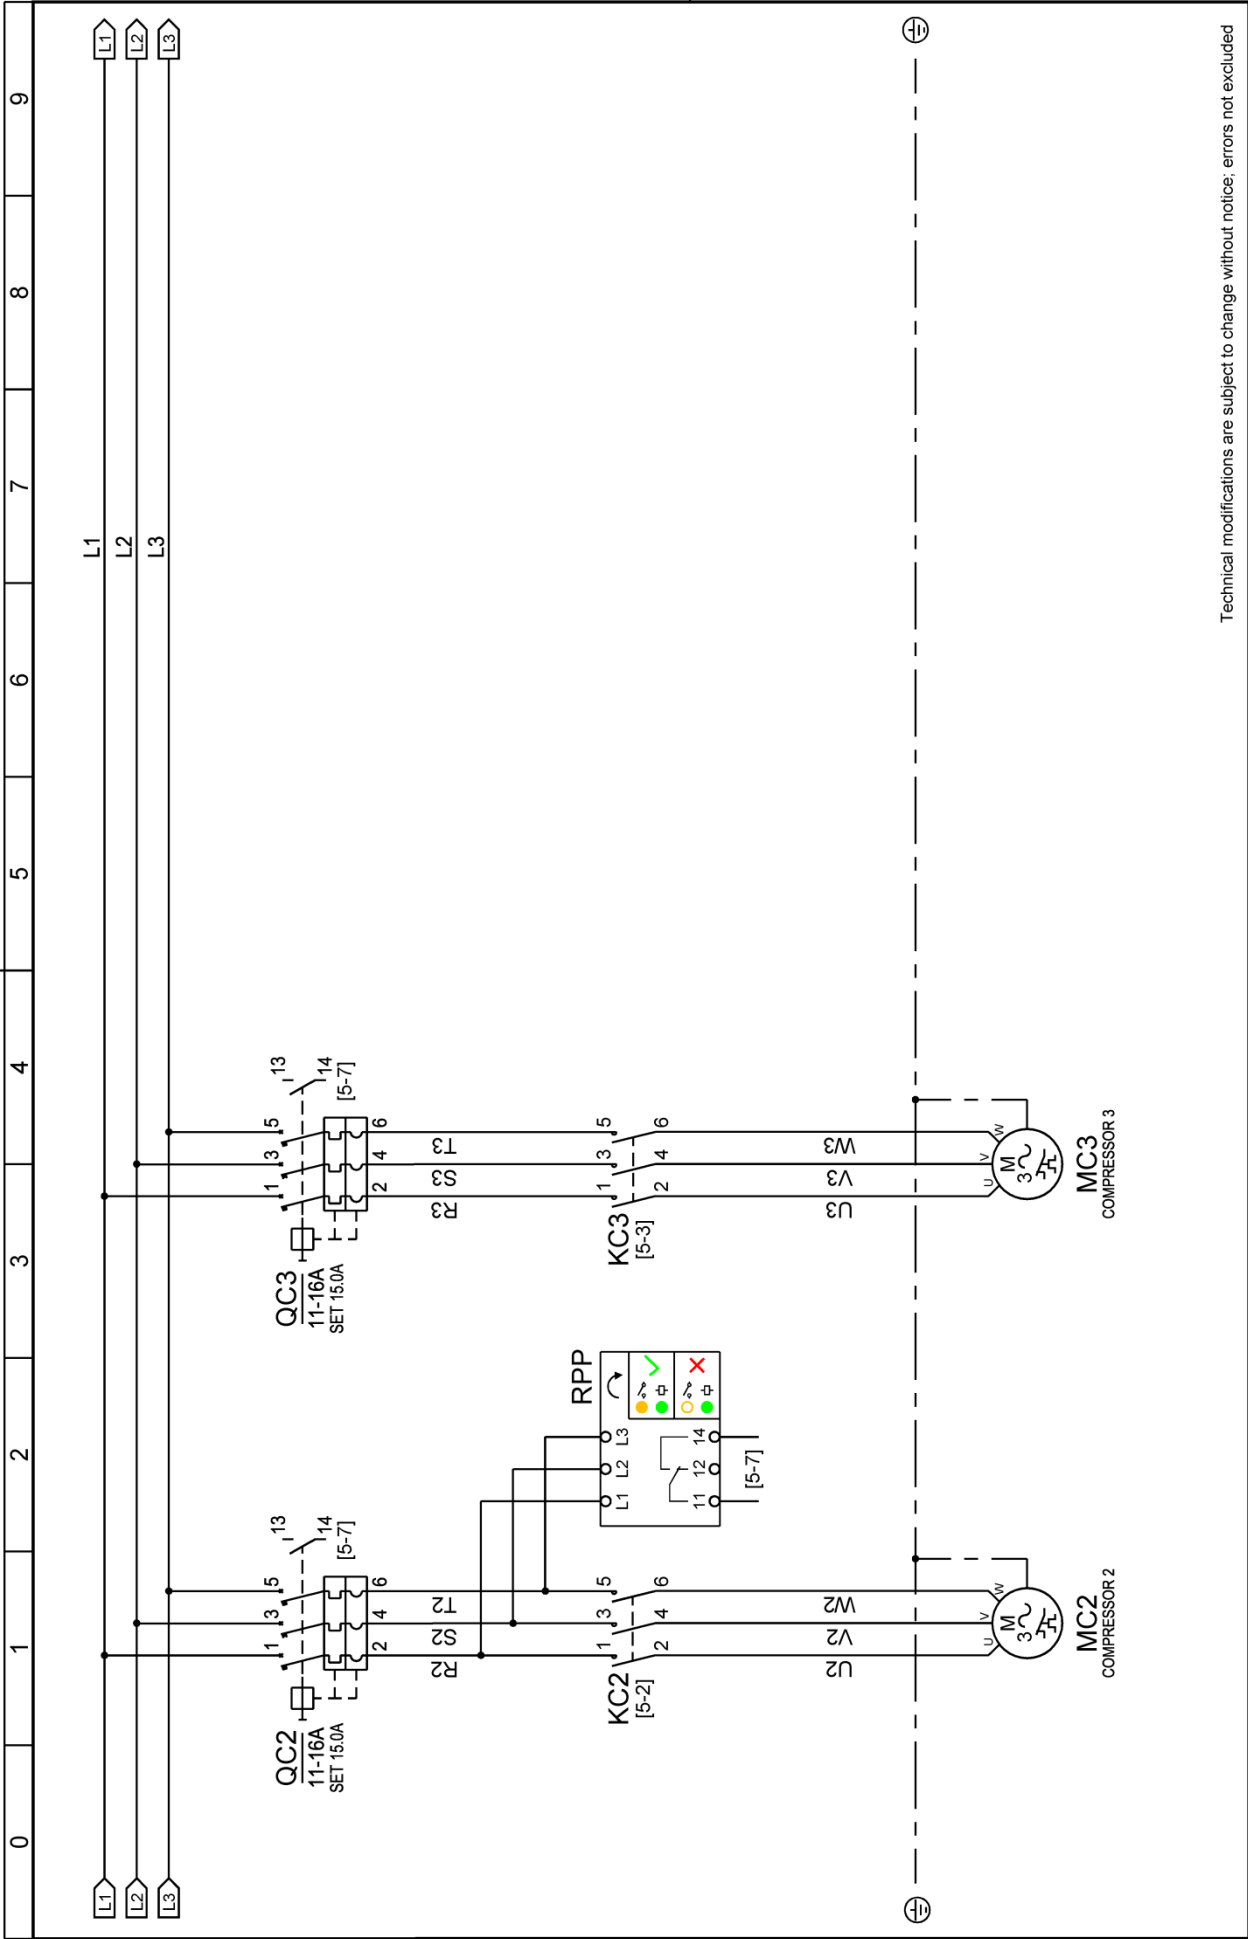 0 1 2 3 4 5 6 7 8 9
L1 L1 L1
L2 L2 L2
L3 L3 L3
QC2
11-16A
SET 15.0A
1 3 5 13
2 4 6 14
[5-7]
R2 S2 T2
QC3
11-16A
SET 15.0A
1 3 5 13
2 4 6 14
[5-7]
R3 S3 T3
RPP
L1 L2 L3
11 12 14
[5-7]
KC2
[5-2]
1 3 5
2 4 6
U2 V2 W2
KC3
[5-3]
1 3 5
2 4 6
U3 V3 W3
U V W
M
3
MC2
COMPRESSOR 2
U V W
M
3
MC3
COMPRESSOR 3
Technical modifications are subject to change without notice; errors not excluded